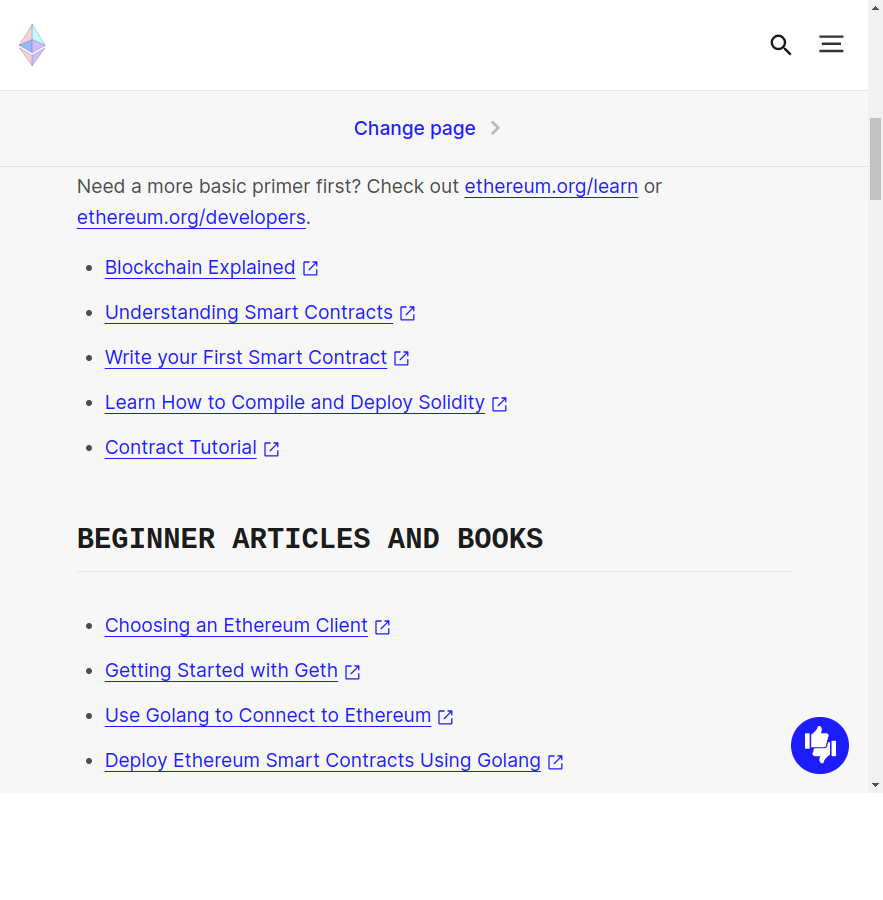 Change page
Need a more basic primer first? Check out ethereum.org/learn or
ethereum.org/developers.
Blockchain Explained
Understanding Smart Contracts
Write your First Smart Contract
Learn How to Compile and Deploy Solidity
Contract Tutorial
BEGINNER ARTICLES AND BOOKS
Choosing an Ethereum Client
Getting Started with Geth
Use Golang to Connect to Ethereum
Deploy Ethereum Smart Contracts Using Golang